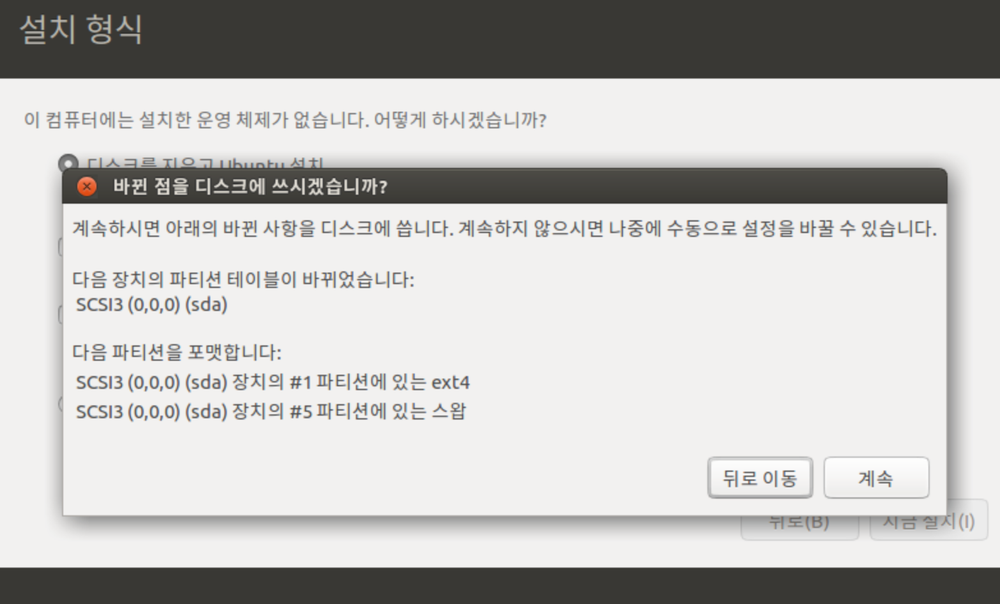 설치 형식
이 컴퓨터에는 설치한 운영 체제가 없습니다. 어떻게 하시겠습니까?
디스크를 지우고 Ubuntu 설치
바뀐 점을 디스크에 쓰시겠습니까?
계속하시면 아래의 바뀐 사항을 디스크에 씁니다. 계속하지 않으시면 나중에 수동으로 설정을 바꿀 수 있습니다.
다음 장치의 파티션 테이블이 바뀌었습니다:
SCSI3 (0,0,0) (sda)
다음 파티션을 포맷합니다:
SCSI3 (0,0,0) (sda) 장치의 #1 파티션에 있는 ext4
SCSI3 (0,0,0) (sda) 장치의 #5 파티션에 있는 스왑
뒤로 이동 계속
뒤로(B) 지금 설치(I)